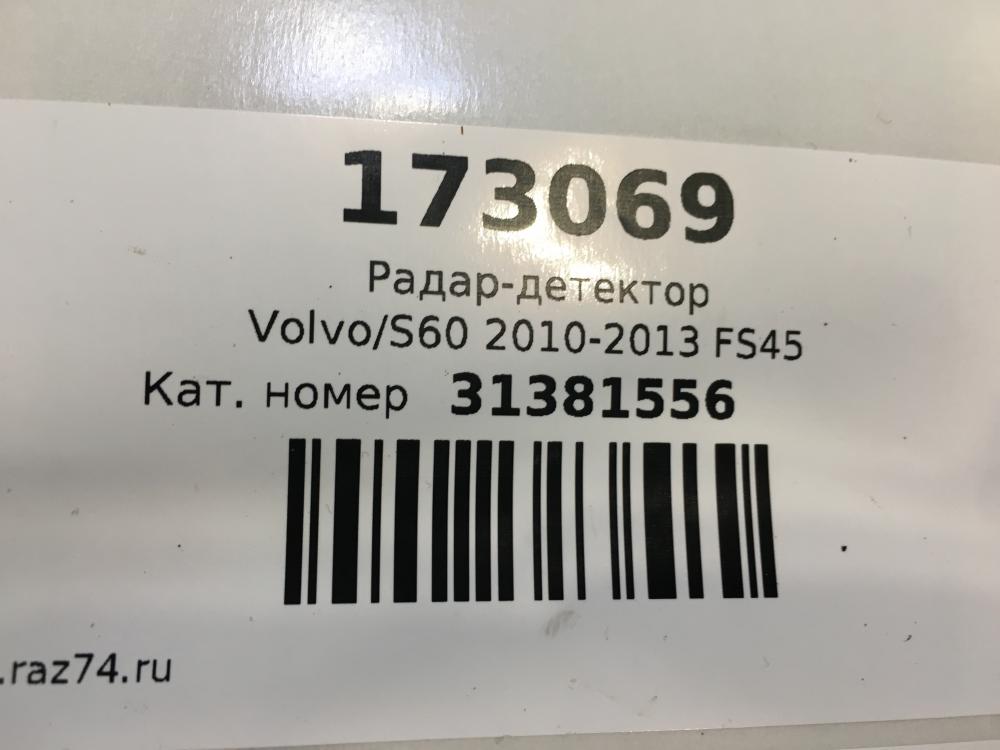 173069
Радар-детектор
Volvo/S60 2010-2013 FS45
Кат. номер 31381556
.raz74.ru